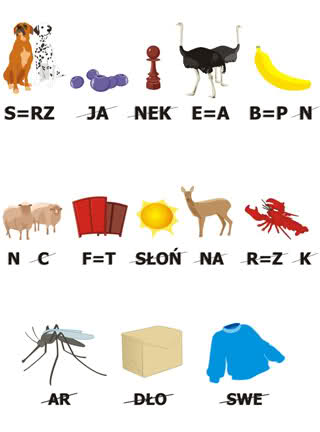 S=RZ JA NEK E=A B=P N
N C F=T SŁOŃ NA R=Z K
AR DŁO SWE